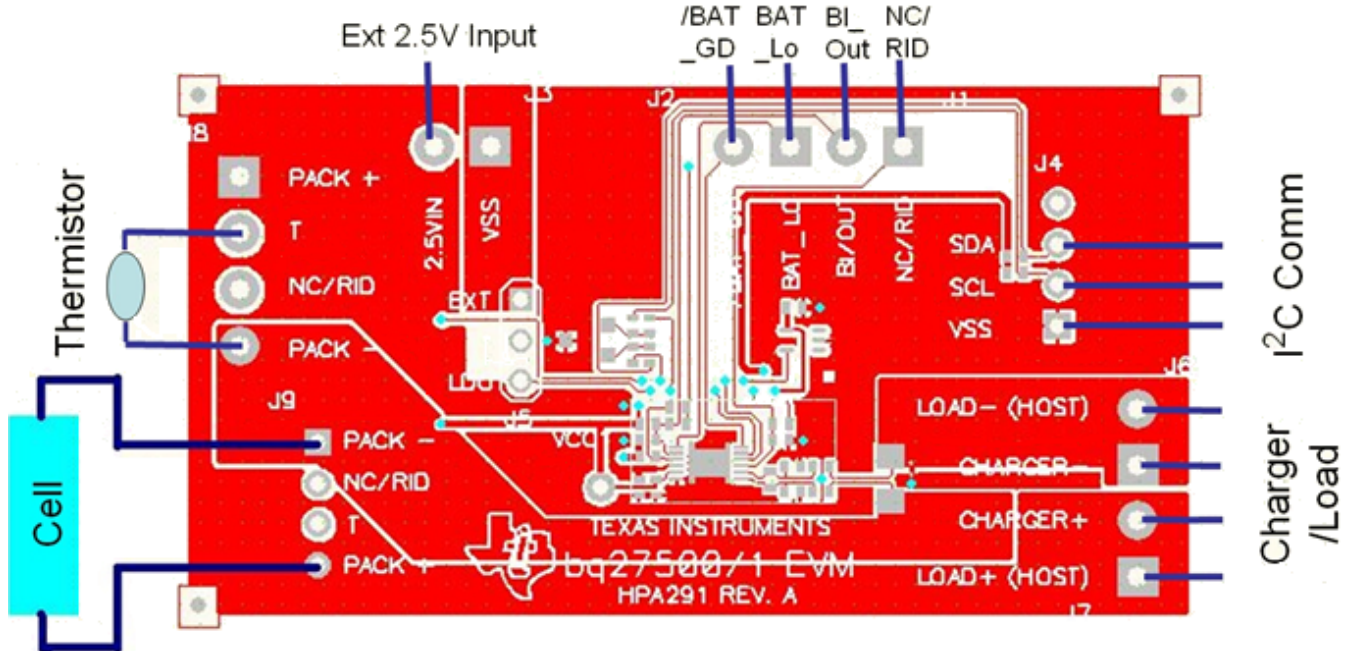 Ext 2.5V Input
/BAT
_GD
BAT
_Lo
BI_
Out
NC/
RID
J3
J2
J1
J8
J4
PACK +
T
NC/RID
PACK -
Thermistor
2.5VIN
VSS
BAT_LO
BI/OUT
NC/RID
SDA
SCL
VSS
I²C Comm
EXT
LDO
J5
VCC
J9
PACK -
NC/RID
T
PACK +
Cell
J6
LOAD- (HOST)
CHARGER-
CHARGER+
LOAD+ (HOST)
J7
Charger
/Load
TEXAS INSTRUMENTS
bq27500/1 EVM
HPA291 REV. A